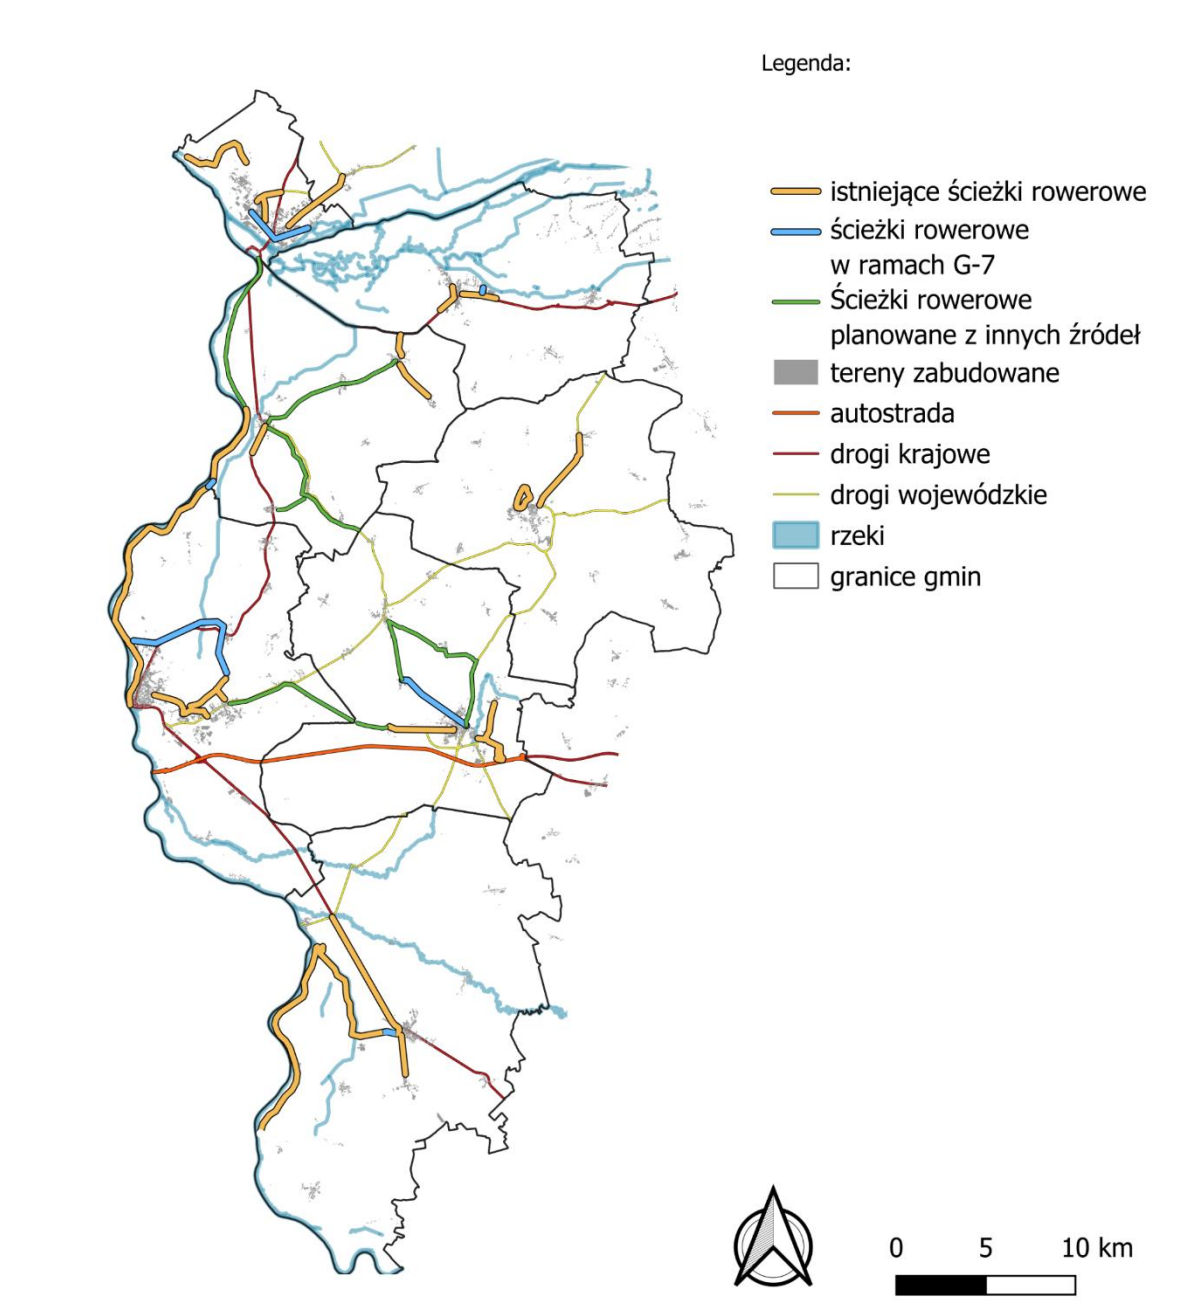 Legenda:
istniejące ścieżki rowerowe
ścieżki rowerowe
w ramach G-7
Ścieżki rowerowe
planowane z innych źródeł
tereny zabudowane
autostrada
drogi krajowe
drogi wojewódzkie
rzeki
granice gmin
0 5 10 km